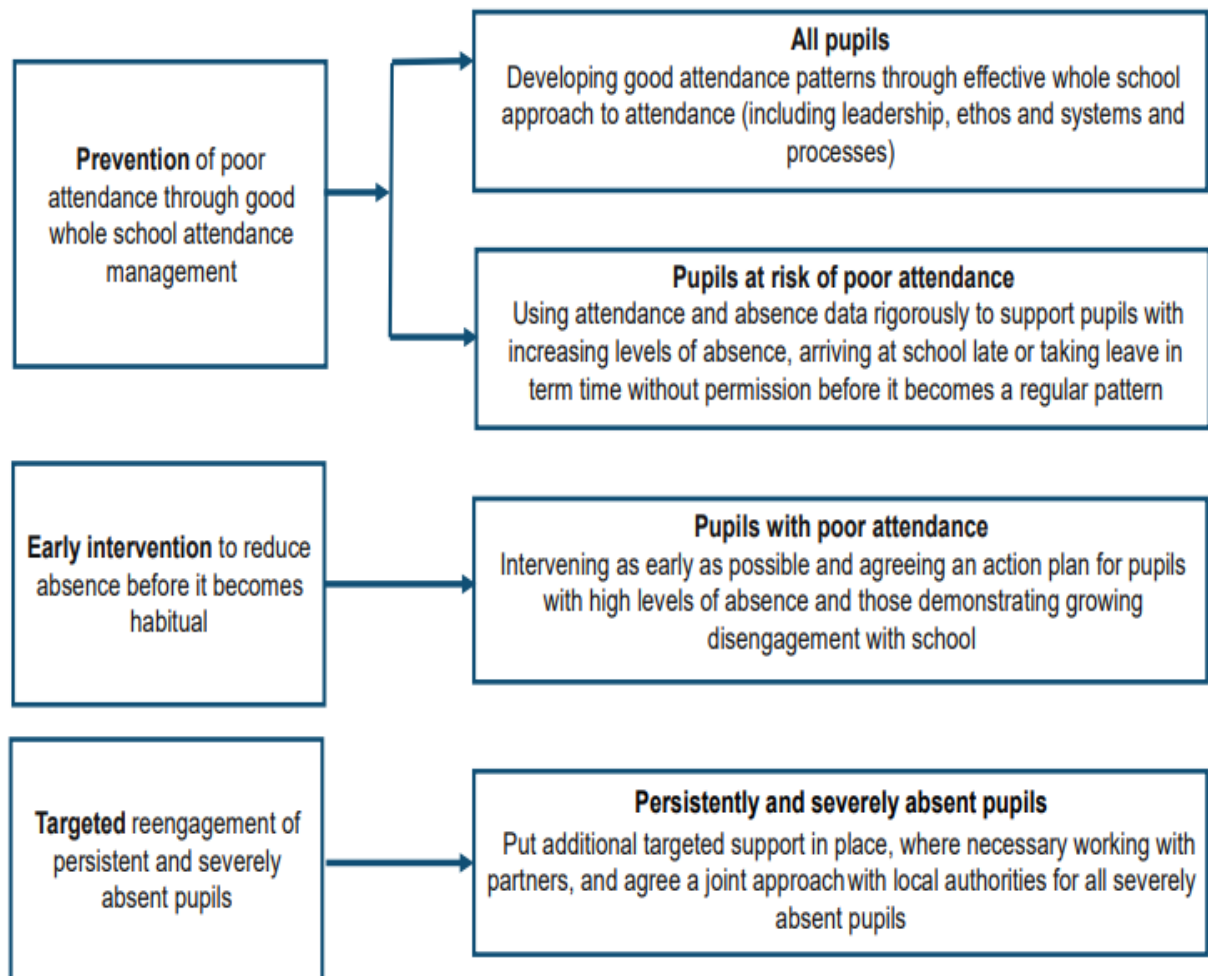 Prevention of poor
attendance through good
whole school attendance
management
All pupils
Developing good attendance patterns through effective whole school
approach to attendance (including leadership, ethos and systems and
processes)
Pupils at risk of poor attendance
Using attendance and absence data rigorously to support pupils with
increasing levels of absence, arriving at school late or taking leave in
term time without permission before it becomes a regular pattern
Early intervention to reduce
absence before it becomes
habitual
Pupils with poor attendance
Intervening as early as possible and agreeing an action plan for pupils
with high levels of absence and those demonstrating growing
disengagement with school
Targeted reengagement of
persistent and severely
absent pupils
Persistently and severely absent pupils
Put additional targeted support in place, where necessary working with
partners, and agree a joint approach with local authorities for all severely
absent pupils